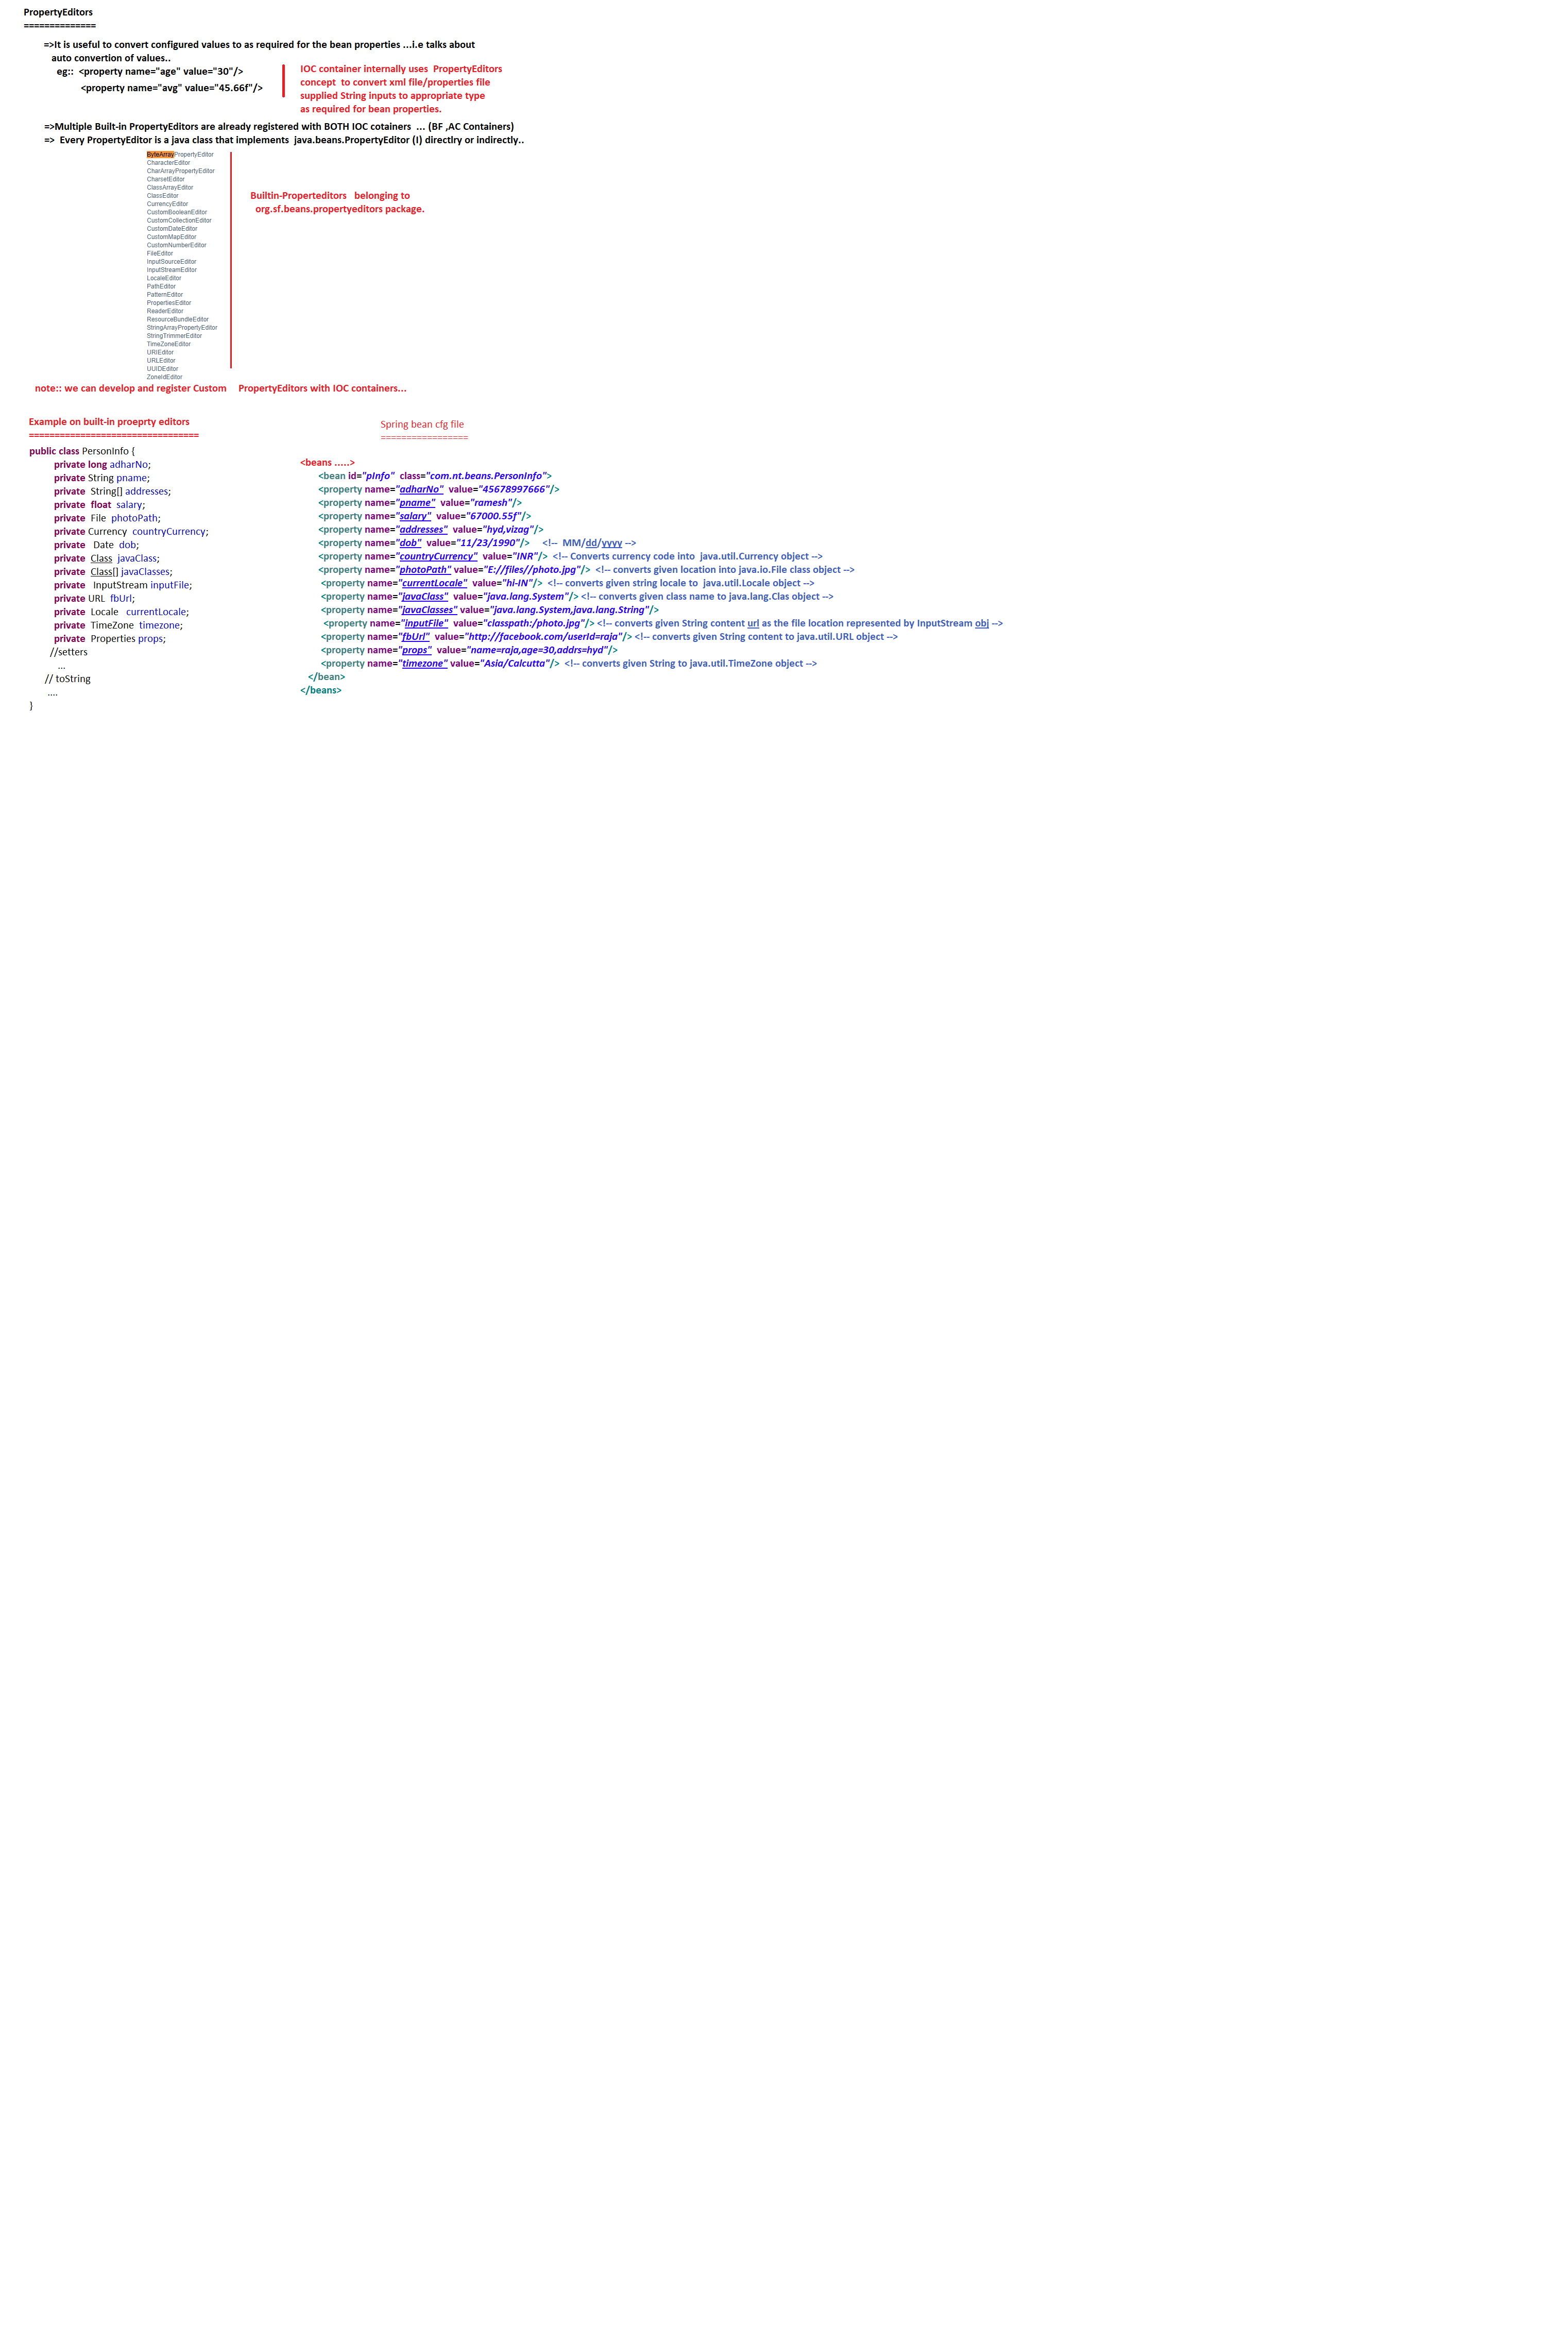 PropertyEditors
==============
=>It is useful to convert configured values to as required for the bean properties ...i.e talks about
auto convertion of values..
eg:: <property name="age" value="30"/>
<property name="avg" value="45.66f"/>
IOC container internally uses PropertyEditors
concept to convert xml file/properties file
supplied String inputs to appropriate type
as required for bean properties.
=>Multiple Built-in PropertyEditors are already registered with BOTH IOC cotainers ... (BF ,AC Containers)
=> Every PropertyEditor is a java class that implements java.beans.PropertyEditor (I) directlry or indirectly..
ByteArrayPropertyEditor
CharacterEditor
CharArrayPropertyEditor
CharsetEditor
ClassArrayEditor
ClassEditor
CurrencyEditor
CustomBooleanEditor
CustomCollectionEditor
CustomDateEditor
CustomMapEditor
CustomNumberEditor
FileEditor
InputSourceEditor
InputStreamEditor
LocaleEditor
PathEditor
PatternEditor
PropertiesEditor
ReaderEditor
ResourceBundleEditor
StringArrayPropertyEditor
StringTrimmerEditor
TimeZoneEditor
URIEditor
URLEditor
UUIDEditor
ZoneIdEditor
Builtin-Properteditors belonging to
org.sf.beans.propertyeditors package.
note:: we can develop and register Custom PropertyEditors with IOC containers...
Example on built-in proeprty editors
=================================
public class PersonInfo {
private long adharNo;
private String pname;
private String[] addresses;
private float salary;
private File photoPath;
private Currency countryCurrency;
private Date dob;
private Class javaClass;
private Class[] javaClasses;
private InputStream inputFile;
private URL fbUrl;
private Locale currentLocale;
private TimeZone timezone;
private Properties props;
//setters
...
// toString
....
}
Spring bean cfg file
=================
<beans .....>
<bean id="pInfo" class="com.nt.beans.PersonInfo">
<property name="adharNo" value="45678997666"/>
<property name="pname" value="ramesh"/>
<property name="salary" value="67000.55f"/>
<property name="addresses" value="hyd,vizag"/>
<property name="dob" value="11/23/1990"/> <!-- MM/dd/yyyy -->
<property name="countryCurrency" value="INR"/> <!-- Converts currency code into java.util.Currency object -->
<property name="photoPath" value="E://files//photo.jpg"/> <!-- converts given location into java.io.File class object -->
<property name="currentLocale" value="hi-IN"/> <!-- converts given string locale to java.util.Locale object -->
<property name="javaClass" value="java.lang.System"/> <!-- converts given class name to java.lang.Clas object -->
<property name="javaClasses" value="java.lang.System,java.lang.String"/>
<property name="inputFile" value="classpath:/photo.jpg"/> <!-- converts given String content url as the file location represented by InputStream obj -->
<property name="fbUrl" value="http://facebook.com/userId=raja"/> <!-- converts given String content to java.util.URL object -->
<property name="props" value="name=raja,age=30,addrs=hyd"/>
<property name="timezone" value="Asia/Calcutta"/> <!-- converts given String to java.util.TimeZone object -->
</bean>
</beans>